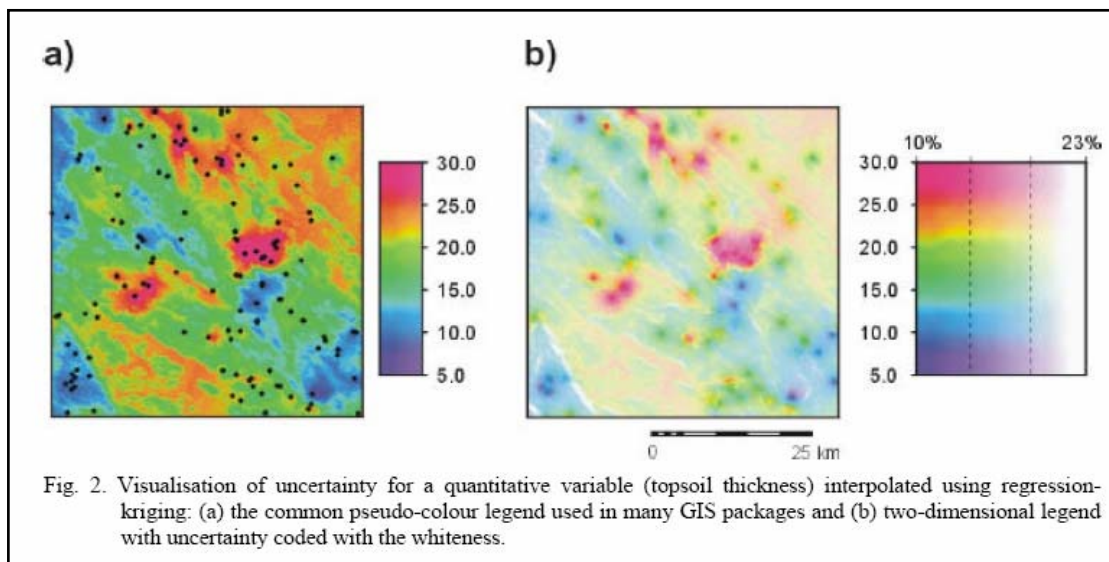 a)
b)
10%
23%
30.0
25.0
20.0
15.0
10.0
5.0
30.0
25.0
20.0
15.0
10.0
5.0
0
25 km
Fig. 2. Visualisation of uncertainty for a quantitative variable (topsoil thickness) interpolated using regression-
kriging: (a) the common pseudo-colour legend used in many GIS packages and (b) two-dimensional legend
with uncertainty coded with the whiteness.